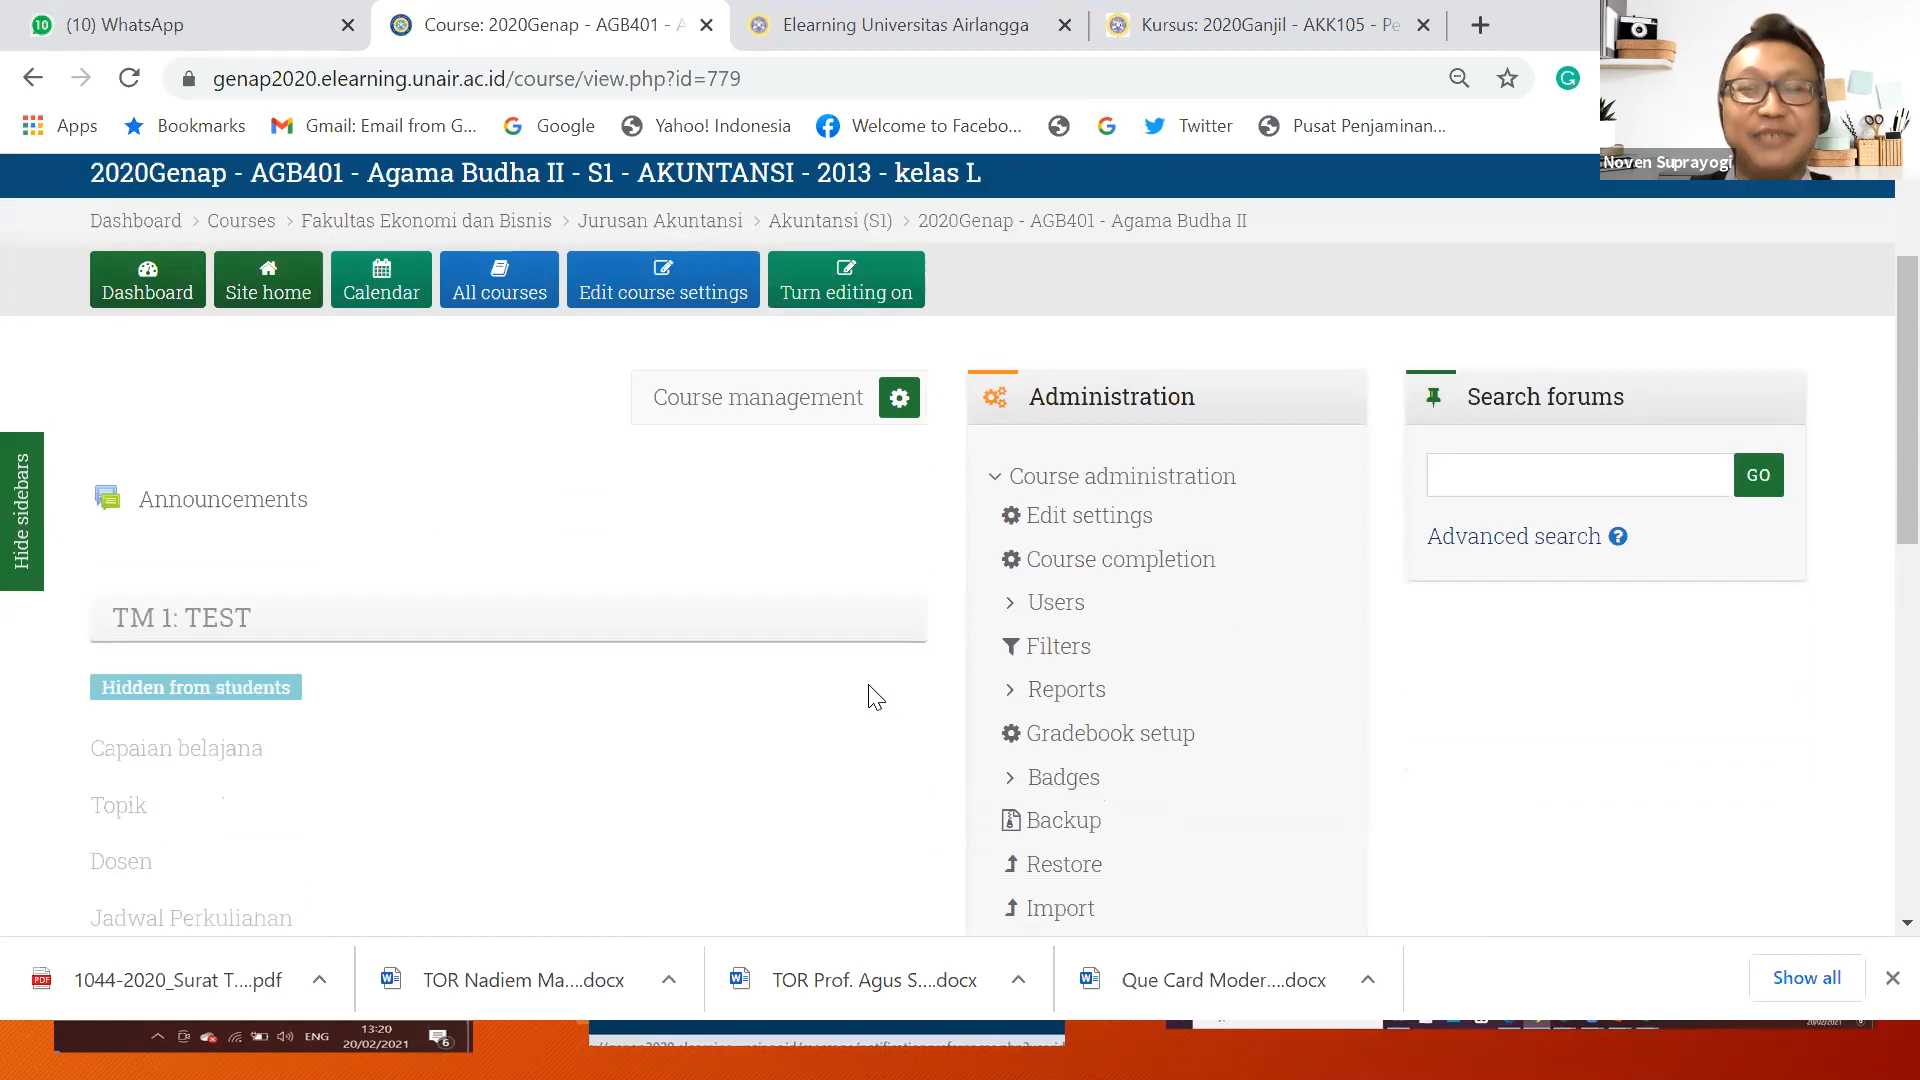 (10) WhatsApp
Course: 2020Genap - AGB401 - A
Elearning Universitas Airlangga
Kursus: 2020Ganjil - AKK105 - Pe
genap2020.elearning.unair.ac.id/course/view.php?id=779
Apps
Bookmarks
Gmail: Email from G...
Google
Yahoo! Indonesia
Welcome to Facebo...
Twitter
Pusat Penjaminan...
Noven Suprayogi
2020Genap - AGB401 - Agama Budha II - S1 - AKUNTANSI - 2013 - kelas L
Dashboard > Courses > Fakultas Ekonomi dan Bisnis > Jurusan Akuntansi > Akuntansi (S1) > 2020Genap - AGB401 - Agama Budha II
Dashboard
Site home
Calendar
All courses
Edit course settings
Turn editing on
Hide sidebars
Course management
Announcements
TM 1: TEST
Hidden from students
Capaian belajana
Topik
Dosen
Jadwal Perkulianan
Administration
Course administration
Edit settings
Course completion
Users
Filters
Reports
Gradebook setup
Badges
Backup
Restore
Import
Search forums
GO
Advanced search
1044-2020_Surat T....pdf
TOR Nadiem Ma....docx
TOR Prof. Agus S....docx
Que Card Moder....docx
Show all
ENG
13:20
20/02/2021
6